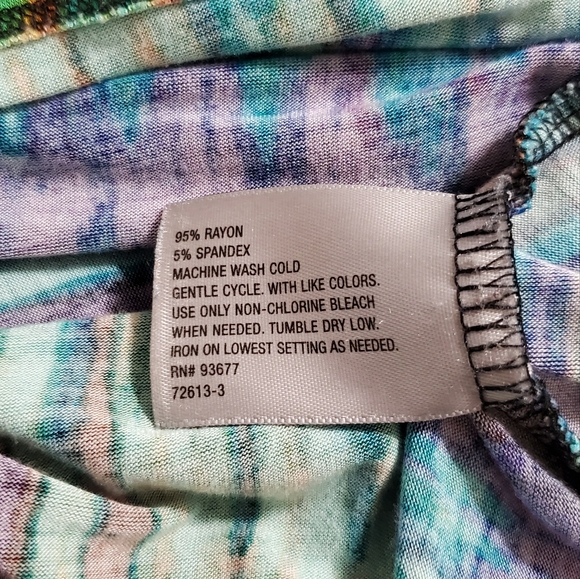 95% RAYON
5% SPANDEX
MACHINE WASH COLD
GENTLE CYCLE. WITH LIKE COLORS.
USE ONLY NON-CHLORINE BLEACH
WHEN NEEDED. TUMBLE DRY LOW.
IRON ON LOWEST SETTING AS NEEDED.
RN# 93677
72613-3